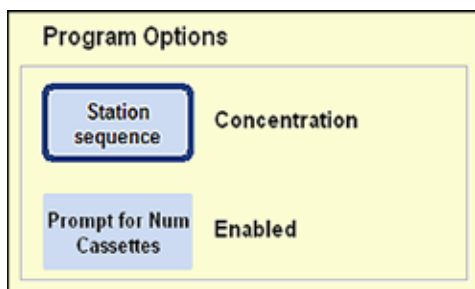 Program Options
Station
sequence
Concentration
Prompt for Num
Cassettes
Enabled